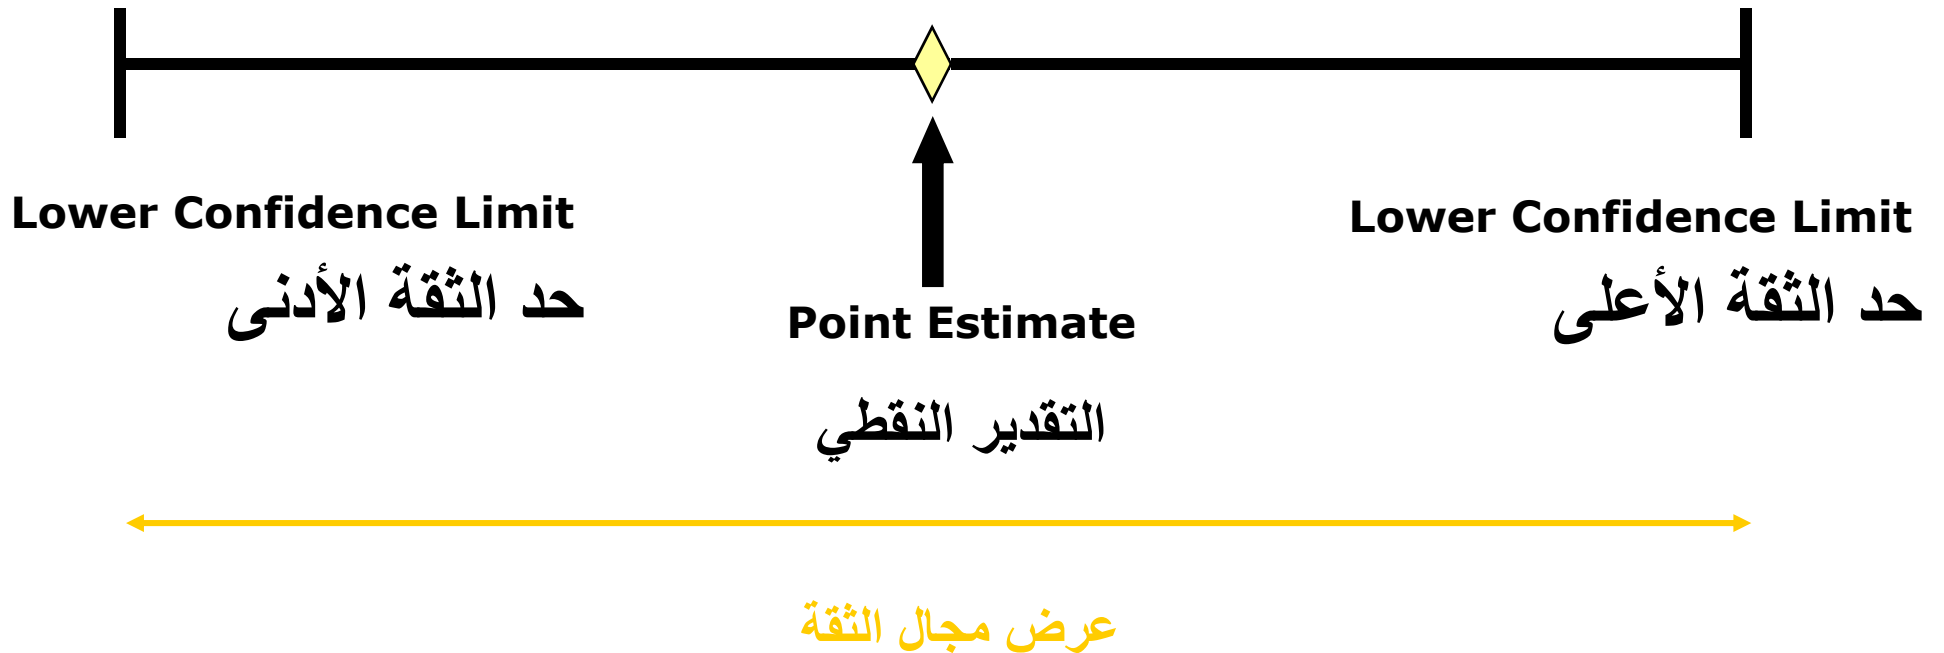 Lower Confidence Limit
حد الثقة الأدنى
Lower Confidence Limit
حد الثقة الأعلى
Point Estimate
التقدير النقطي
عرض مجال الثقة